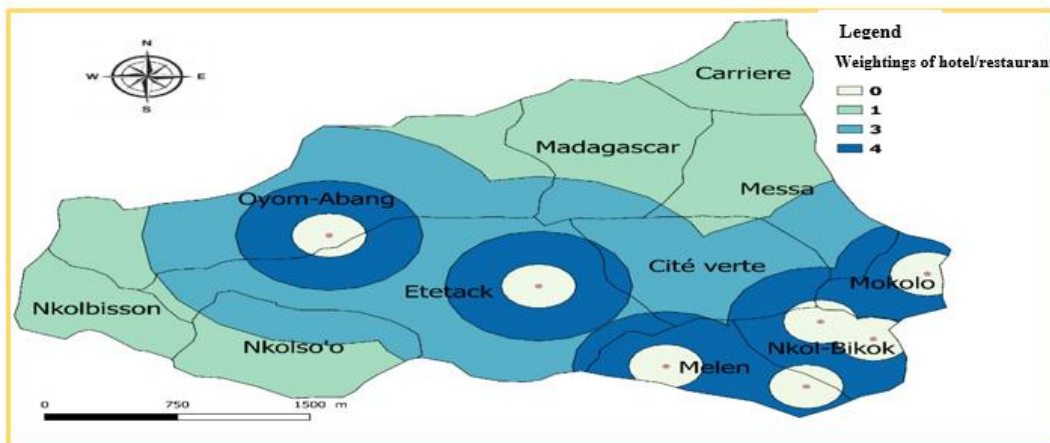 Legend
Weightings of hotel/restaurant
0
1
3
4
N
W E
S
Carriere
Madagascar
Messa
Oyom-Abang
Cité verte
Mokolo
Etetack
Nkolbisson
Nkolso'o
Melen
Nkol-Bikok
0 750 1500 m